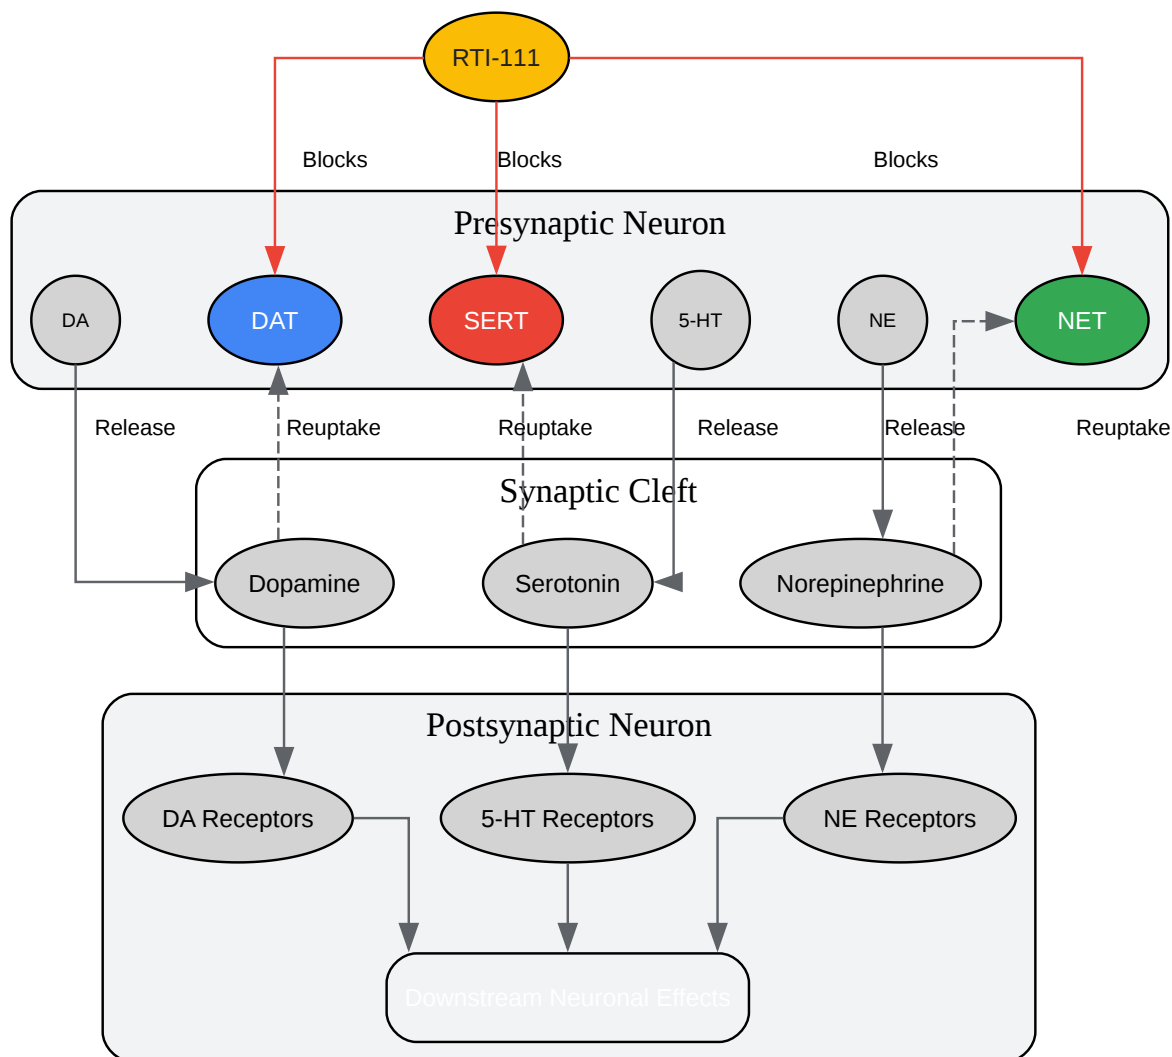 RTI-111
Blocks
Blocks
Blocks
Presynaptic Neuron
DA
DAT
SERT
5-HT
NE
NET
Release
Reuptake
Reuptake
Release
Release
Reuptake
Synaptic Cleft
Dopamine
Serotonin
Norepinephrine
Postsynaptic Neuron
DA Receptors
5-HT Receptors
NE Receptors
Downstream Neuronal Effects